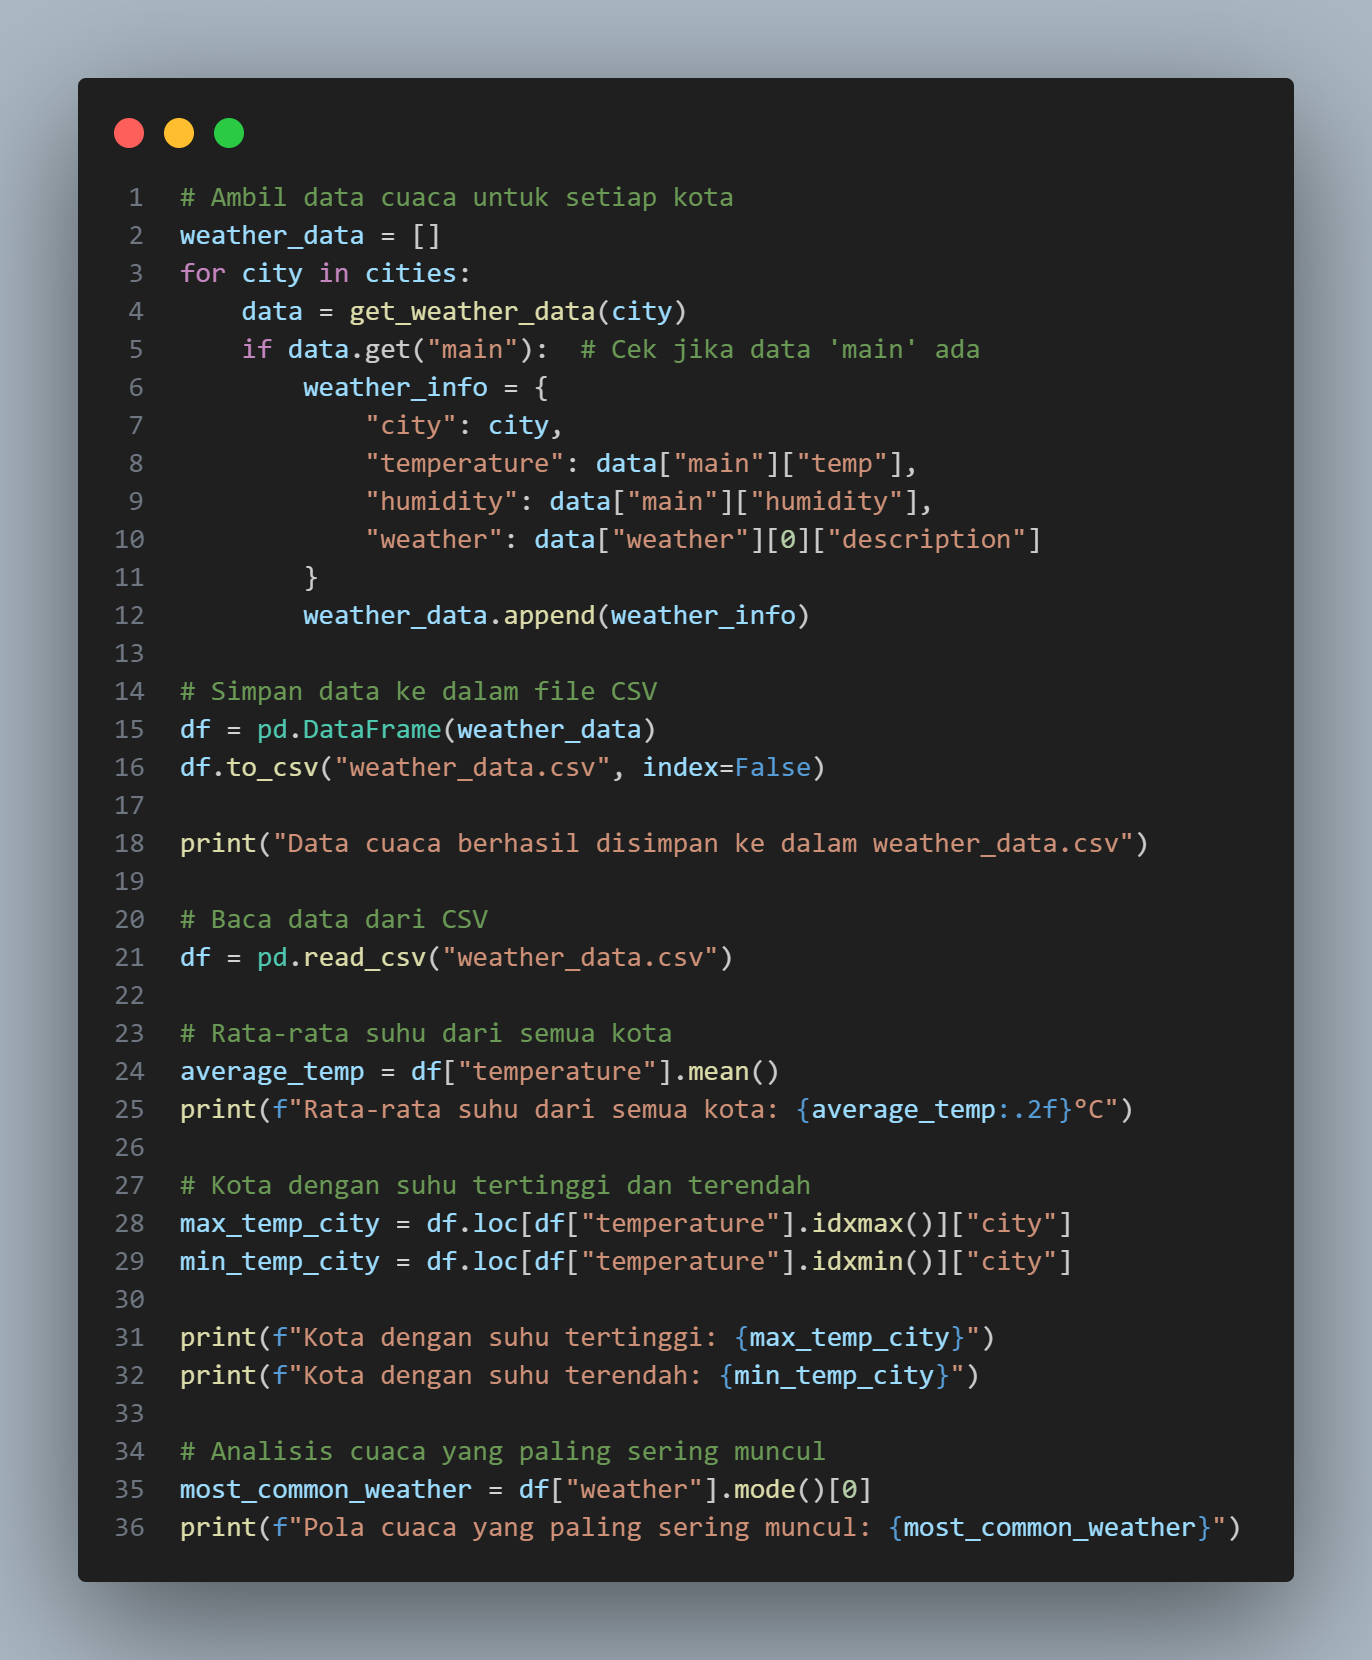 1 # Ambil data cuaca untuk setiap kota
2 weather_data = []
3 for city in cities:
4     data = get_weather_data(city)
5     if data.get("main"):  # Cek jika data 'main' ada
6         weather_info = {
7             "city": city,
8             "temperature": data["main"]["temp"],
9             "humidity": data["main"]["humidity"],
10             "weather": data["weather"][0]["description"]
11         }
12         weather_data.append(weather_info)
13
14 # Simpan data ke dalam file CSV
15 df = pd.DataFrame(weather_data)
16 df.to_csv("weather_data.csv", index=False)
17
18 print("Data cuaca berhasil disimpan ke dalam weather_data.csv")
19
20 # Baca data dari CSV
21 df = pd.read_csv("weather_data.csv")
22
23 # Rata-rata suhu dari semua kota
24 average_temp = df["temperature"].mean()
25 print(f"Rata-rata suhu dari semua kota: {average_temp:.2f}°C")
26
27 # Kota dengan suhu tertinggi dan terendah
28 max_temp_city = df.loc[df["temperature"].idxmax()]["city"]
29 min_temp_city = df.loc[df["temperature"].idxmin()]["city"]
30
31 print(f"Kota dengan suhu tertinggi: {max_temp_city}")
32 print(f"Kota dengan suhu terendah: {min_temp_city}")
33
34 # Analisis cuaca yang paling sering muncul
35 most_common_weather = df["weather"].mode()[0]
36 print(f"Pola cuaca yang paling sering muncul: {most_common_weather}")